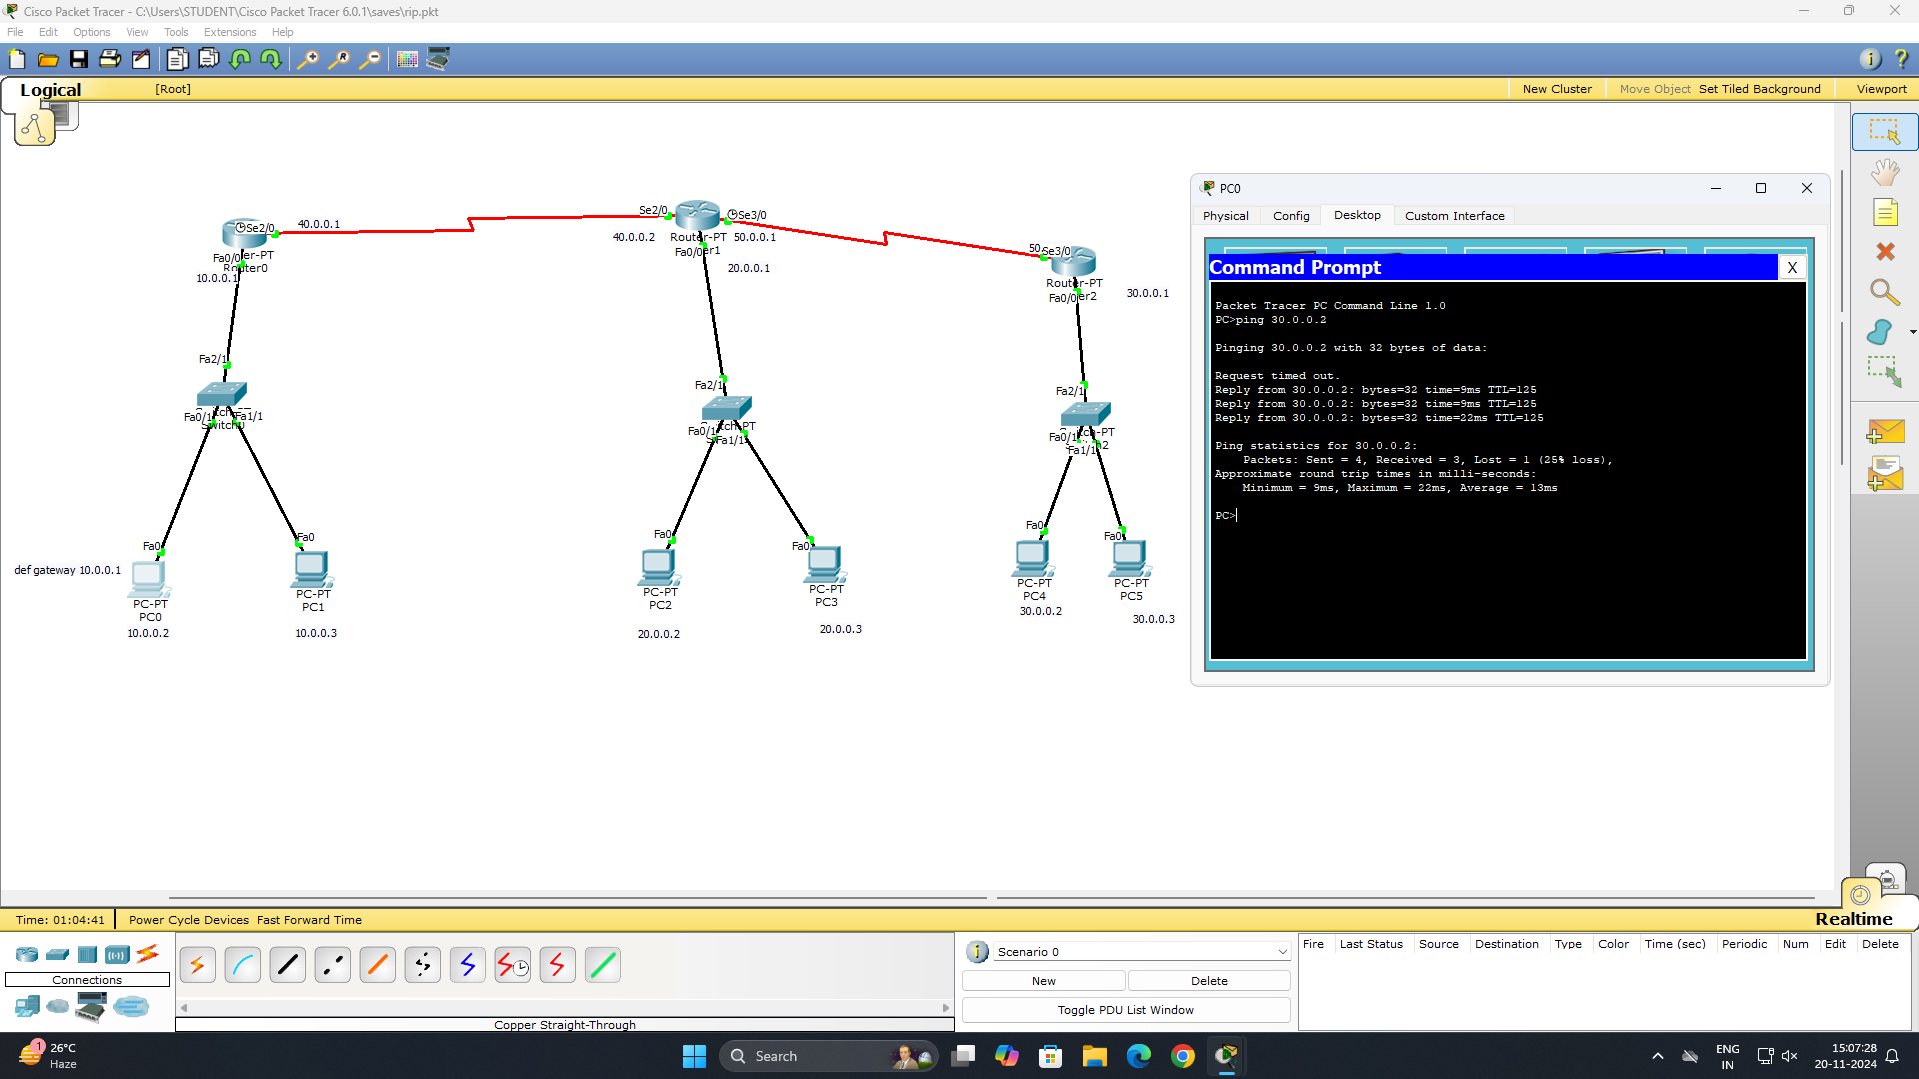 Cisco Packet Tracer - C:\Users\STUDENT\Cisco Packet Tracer 6.0.1\saves\rip.pkt
File Edit Options View Tools Extensions Help
Logical
[Root]
New Cluster
Move Object
Set Tiled Background
Viewport
Se2/0
40.0.0.1
Fa0/0
Router0
10.0.0.1
Se2/0
Se3/0
40.0.0.2
Router-PT
50.0.0.1
Fa0/0
20.0.0.1
Se3/0
Router-PT
Fa0/0
30.0.0.1
Fa2/1
Fa0/1
Fa1/1
Switch0
Fa2/1
Fa0/1
Fa1/1
Fa2/1
Fa0/1
Fa1/1
Fa0
Fa0
Fa0
Fa0
Fa0
Fa0
def gateway 10.0.0.1
PC-PT
PC0
10.0.0.2
PC-PT
PC1
10.0.0.3
PC-PT
PC2
20.0.0.2
PC-PT
PC3
20.0.0.3
PC-PT
PC4
30.0.0.2
PC-PT
PC5
30.0.0.3
PC0
Physical Config Desktop Custom Interface
Command Prompt
X
Packet Tracer PC Command Line 1.0
PC>ping 30.0.0.2
Pinging 30.0.0.2 with 32 bytes of data:
Request timed out.
Reply from 30.0.0.2: bytes=32 time=9ms TTL=125
Reply from 30.0.0.2: bytes=32 time=9ms TTL=125
Reply from 30.0.0.2: bytes=32 time=22ms TTL=125
Ping statistics for 30.0.0.2:
Packets: Sent = 4, Received = 3, Lost = 1 (25% loss),
Approximate round trip times in milli-seconds:
Minimum = 9ms, Maximum = 22ms, Average = 13ms
PC>
Time: 01:04:41
Power Cycle Devices Fast Forward Time
Realtime
Connections
Copper Straight-Through
Scenario 0
New
Delete
Toggle PDU List Window
Fire Last Status Source Destination Type Color Time (sec) Periodic Num Edit Delete
1
26°C
Haze
Search
ENG
IN
15:07:28
20-11-2024